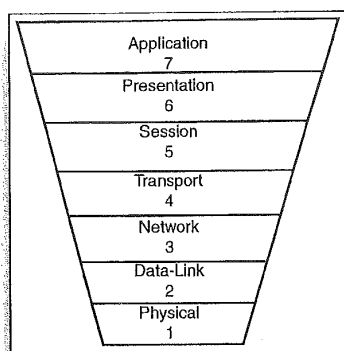 Application
7
Presentation
6
Session
5
Transport
4
Network
3
Data-Link
2
Physical
1